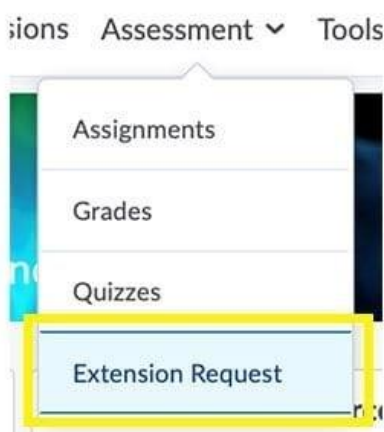 Assessment Tools
Assignments
Grades
Quizzes
Extension Request